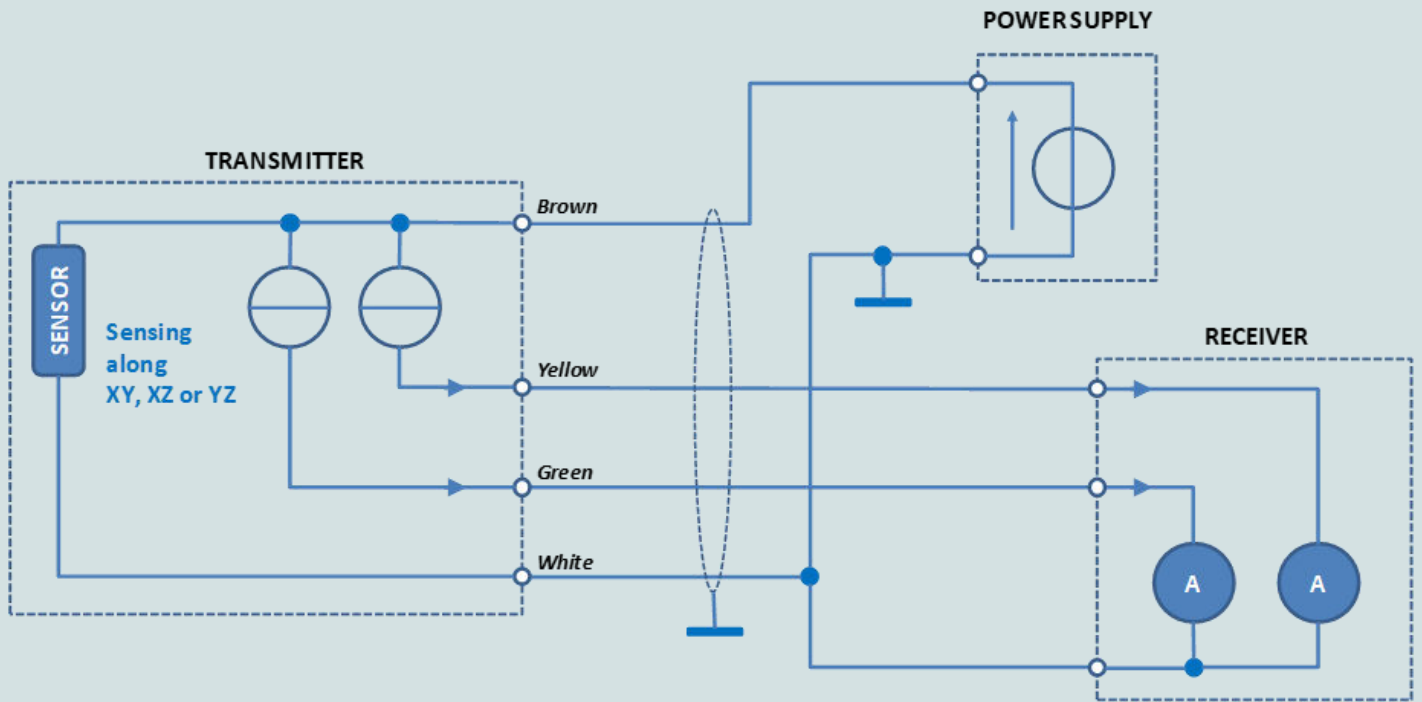 POWER SUPPLY
TRANSMITTER
Brown
SENSOR
Sensing
along
XY, XZ or YZ
Yellow
RECEIVER
Green
White
A
A